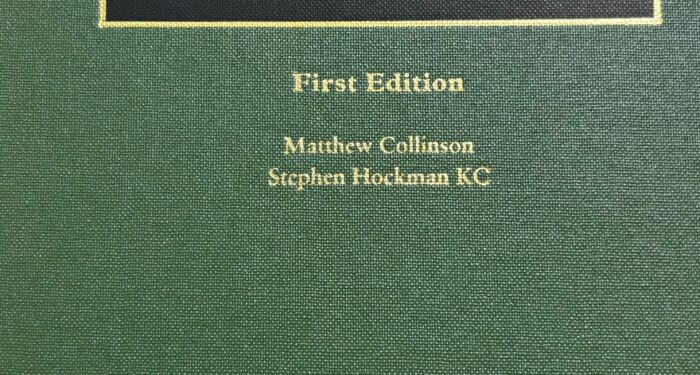 First Edition
Matthew Collinson
Stephen Hockman KC